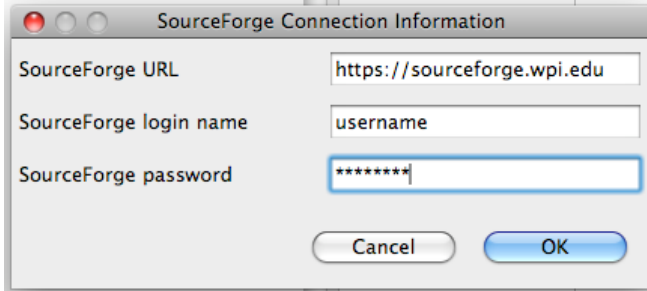 SourceForge Connection Information
SourceForge URL https://sourceforge.wpi.edu
SourceForge login name username
SourceForge password ********
Cancel OK